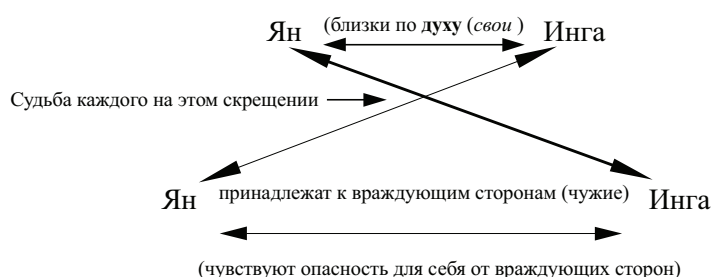 Ян (близки по духу (свои ) Инга
Судьба каждого на этом скрещении
Ян принадлежат к враждующим сторонам (чужие) Инга
(чувствуют опасность для себя от враждующих сторон)